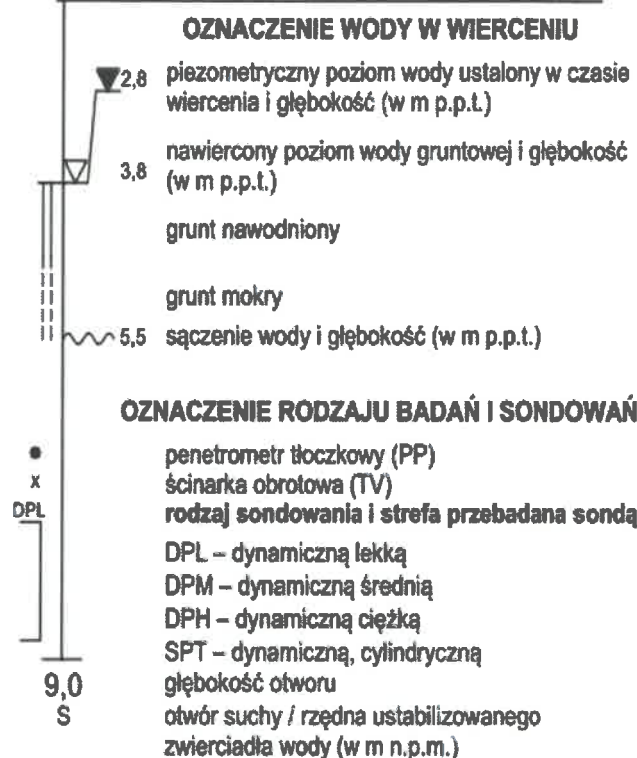 OZNACZENIE WODY W WIERCENIU
2,8 piezometryczny poziom wody ustalony w czasie
wiercenia i głębokość (w m p.p.t.)
3,8 nawiercony poziom wody gruntowej i głębokość
(w m p.p.t.)
grunt nawodniony
grunt mokry
5,5 sączenie wody i głębokość (w m p.p.t.)
OZNACZENIE RODZAJU BADAŃ I SONDOWAŃ
penetrometr tłoczkowy (PP)
x ścinarka obrotowa (TV)
DPL rodzaj sondowania i strefa przebadana sondą
DPL – dynamiczną lekką
DPM – dynamiczną średnią
DPH – dynamiczną ciężką
SPT – dynamiczną, cylindryczną
9,0 głębokość otworu
S otwór suchy / rzędna ustabilizowanego
zwierciadła wody (w m n.p.m.)